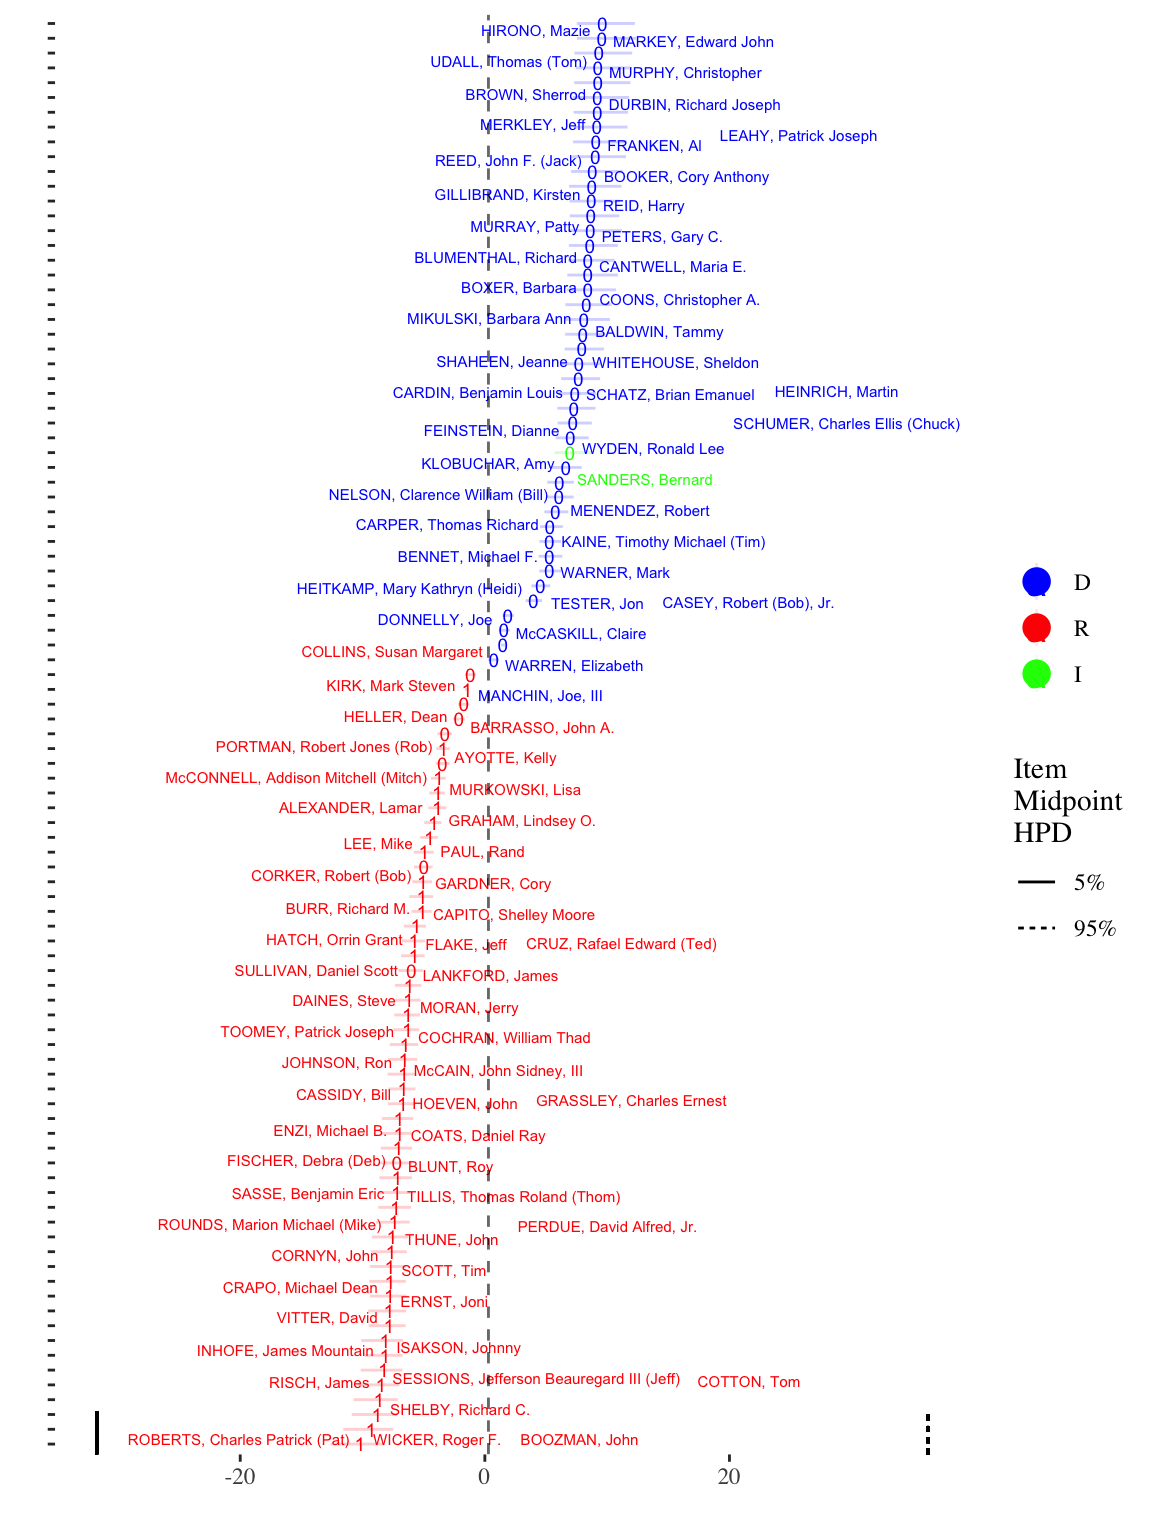 HIRONO, Mazie
MARKEY, Edward John
UDALL, Thomas (Tom)
MURPHY, Christopher
BROWN, Sherrod
DURBIN, Richard Joseph
MERKLEY, Jeff
LEAHY, Patrick Joseph
FRANKEN, Al
REED, John F. (Jack)
BOOKER, Cory Anthony
GILLIBRAND, Kirsten
REID, Harry
MURRAY, Patty
PETERS, Gary C.
BLUMENTHAL, Richard
CANTWELL, Maria E.
BOXER, Barbara
COONS, Christopher A.
MIKULSKI, Barbara Ann
BALDWIN, Tammy
SHAHEEN, Jeanne
WHITEHOUSE, Sheldon
CARDIN, Benjamin Louis
SCHATZ, Brian Emanuel
HEINRICH, Martin
SCHUMER, Charles Ellis (Chuck)
FEINSTEIN, Dianne
WYDEN, Ronald Lee
KLOBUCHAR, Amy
SANDERS, Bernard
NELSON, Clarence William (Bill)
MENENDEZ, Robert
CARPER, Thomas Richard
KAINE, Timothy Michael (Tim)
BENNET, Michael F.
WARNER, Mark
HEITKAMP, Mary Kathryn (Heidi)
TESTER, Jon
CASEY, Robert (Bob), Jr.
DONNELLY, Joe
McCASKILL, Claire
COLLINS, Susan Margaret
WARREN, Elizabeth
KIRK, Mark Steven
MANCHIN, Joe, III
HELLER, Dean
BARRASSO, John A.
PORTMAN, Robert Jones (Rob)
AYOTTE, Kelly
McCONNELL, Addison Mitchell (Mitch)
MURKOWSKI, Lisa
ALEXANDER, Lamar
GRAHAM, Lindsey O.
LEE, Mike
PAUL, Rand
CORKER, Robert (Bob)
GARDNER, Cory
BURR, Richard M.
CAPITO, Shelley Moore
HATCH, Orrin Grant
FLAKE, Jeff
CRUZ, Rafael Edward (Ted)
SULLIVAN, Daniel Scott
LANKFORD, James
DAINES, Steve
MORAN, Jerry
TOOMEY, Patrick Joseph
COCHRAN, William Thad
JOHNSON, Ron
McCAIN, John Sidney, III
CASSIDY, Bill
HOEVEN, John
GRASSLEY, Charles Ernest
ENZI, Michael B.
COATS, Daniel Ray
FISCHER, Debra (Deb)
BLUNT, Roy
SASSE, Benjamin Eric
TILLIS, Thomas Roland (Thom)
ROUNDS, Marion Michael (Mike)
PERDUE, David Alfred, Jr.
THUNE, John
CORNYN, John
SCOTT, Tim
CRAPO, Michael Dean
ERNST, Joni
VITTER, David
INHOFE, James Mountain
ISAKSON, Johnny
RISCH, James
SESSIONS, Jefferson Beauregard III (Jeff)
COTTON, Tom
SHELBY, Richard C.
ROBERTS, Charles Patrick (Pat)
WICKER, Roger F.
BOOZMAN, John
-20 0 20
D
R
I
Item
Midpoint
HPD
5%
95%